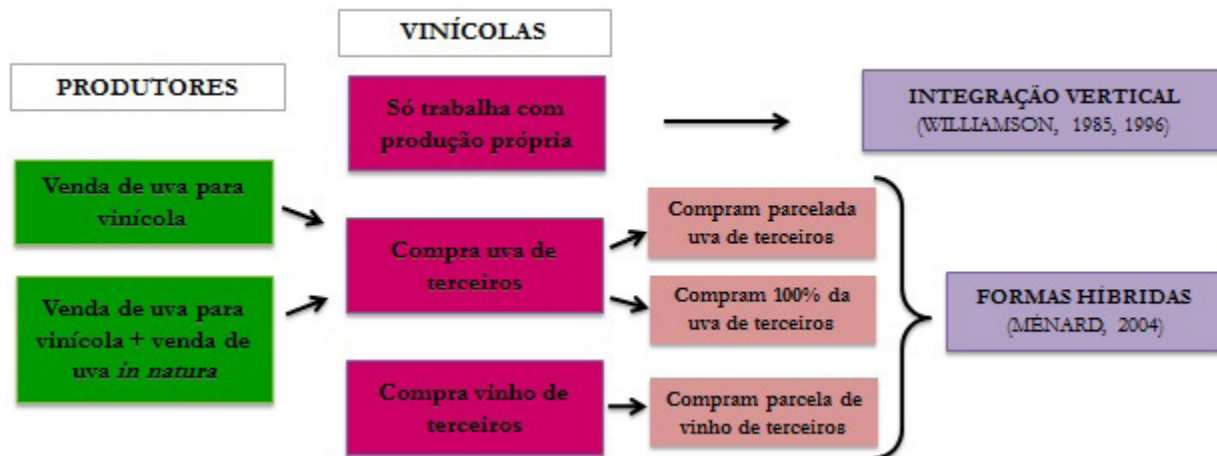 PRODUTORES
Venda de uva para
vinícola
Venda de uva para
vinícola + venda de
uva in natura
VINÍCOLAS
Só trabalha com
produção própria
Compra uva de
terceiros
Compra vinho de
terceiros
Compram parcelada
uva de terceiros
Compram 100% da
uva de terceiros
Compram parcela de
vinho de terceiros
INTEGRAÇÃO VERTICAL
(WILLIAMSON, 1985, 1996)
FORMAS HÍBRIDAS
(MÉNARD, 2004)